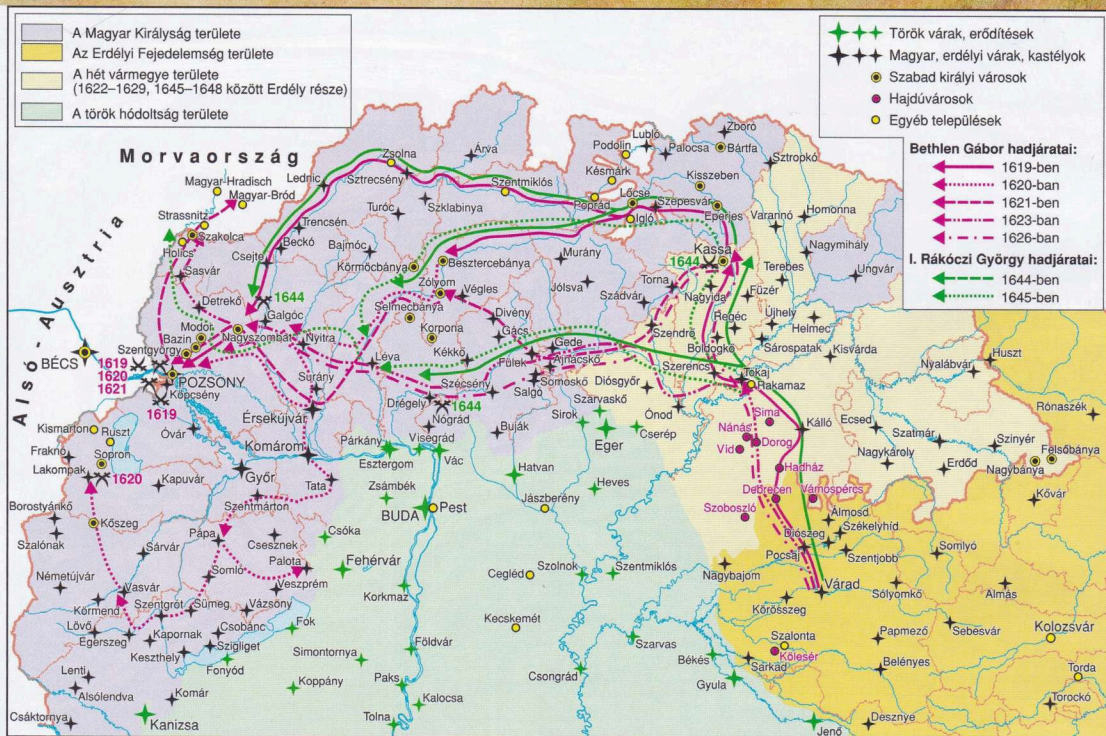 A Magyar Királyság területe
Az Erdélyi Fejedelemség területe
A hét vármegye területe
(1622–1629, 1645–1648 között Erdély része)
A török hódoltság területe
Török várak, erődítések
Magyar, erdélyi várak, kastélyok
Szabad királyi városok
Hajdúvárosok
Egyéb települések
Bethlen Gábor hadjáratai:
1619-ben
1620-ban
1621-ben
1623-ban
1626-ban
I. Rákóczi György hadjáratai:
1644-ben
1645-ben
Morvaország
Alsó-Ausztria
Magyar-Hradisch
Magyar-Bród
Strassnitz
Szakolca
Holics
Sasvár
Detrekő
Modor
Bazin
Szentgyörgy
BÉCS
1619
1620
1621
POZSONY
Köpcsény
1619
Kismarton
Ruszt
Sopron
Fraknó
Lakompak
1620
Óvár
Kapuvár
Borostyánkő
Kőszeg
Szalónak
Németújvár
Sárvár
Vasvár
Körmend
Lövő
Egerszeg
Szentgrót
Kapornak
Keszthely
Lenti
Alsólendva
Csáktornya
Komár
Kanizsa
Zsolna
Lednic
Sztrecsény
Árva
Trencsén
Turóc
Szklabinya
Szentmiklós
Beckó
Bajmóc
Csejte
Körmöcbánya
Besztercebánya
Zólyom
Végles
Selmecbánya
Korpona
Kékkő
Divény
Gács
1644
Galgóc
Nagyszombat
Nyitra
Léva
Surány
Érsekújvár
Komárom
Győr
Tata
Szentmárton
Pápa
Csesznek
Csóka
Palota
Somló
Veszprém
Sümeg
Vázsony
Csobánc
Szigliget
Fonyód
Fok
Simontornya
Koppány
Podolin
Lubló
Palocsa
Zboró
Bártfa
Sztropkó
Késmárk
Kisszeben
Poprád
Lőcse
Igló
Szepesvár
Eperjes
Varannó
Homonna
Nagymihály
Ungvár
Kassa
1644
Terebes
Murány
Jólsva
Torna
Szádvár
Nagyida
Füzér
Regéc
Újhely
Helmec
Szendrő
Boldogkő
Sárospatak
Kisvárda
Szerencs
Tokaj
Rakamaz
Gede
Fülek
Ajnácskő
Somoskő
Salgó
Diósgyőr
Ónod
Szécsény
Drégely
1644
Nógrád
Buják
Szarvaskő
Sirok
Eger
Cserép
Párkány
Visegrád
Esztergom
Vác
Zsámbék
BUDA
Pest
Hatvan
Jászberény
Heves
Fehérvár
Korkmaz
Cegléd
Szolnok
Szentmiklós
Kecskemét
Földvár
Paks
Kalocsa
Tolna
Csongrád
Szarvas
Békés
Gyula
Jenő
Sima
Nánás
Dorog
Vid
Hadház
Debrecen
Vámospércs
Szoboszló
Kálló
Ecsed
Nagykároly
Szatmár
Erdőd
Nyalábvár
Huszt
Rónaszék
Szinyér
Nagybánya
Felsőbánya
Kővár
Álmosd
Székelyhíd
Diószeg
Pocsaj
Szentjobb
Somlyó
Nagybajom
Várad
Kőrösszeg
Sólyomkő
Almás
Szalonta
Kölesér
Sarkad
Papmező
Sebesvár
Kolozsvár
Belényes
Torda
Torockó
Desznye